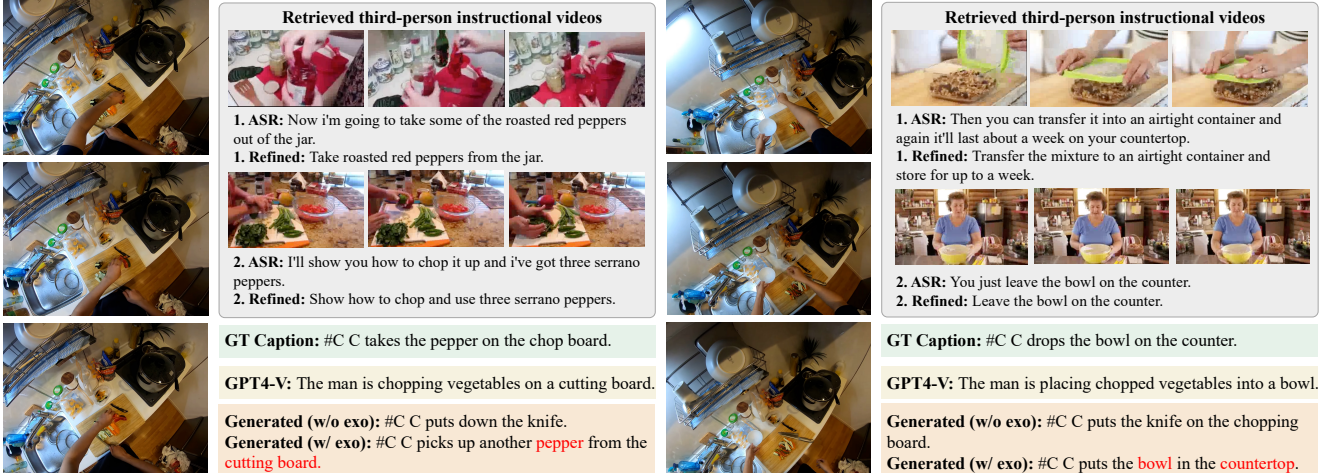 Retrieved third-person instructional videos
1. ASR: Now i'm going to take some of the roasted red peppers
out of the jar.
1. Refined: Take roasted red peppers from the jar.
2. ASR: I'll show you how to chop it up and i've got three serrano
peppers.
2. Refined: Show how to chop and use three serrano peppers.
GT Caption: #C C takes the pepper on the chop board.
GPT4-V: The man is chopping vegetables on a cutting board.
Generated (w/o exo): #C C puts down the knife.
Generated (w/ exo): #C C picks up another pepper from the
cutting board.
Retrieved third-person instructional videos
1. ASR: Then you can transfer it into an airtight container and
again it'll last about a week on your countertop.
1. Refined: Transfer the mixture to an airtight container and
store for up to a week.
2. ASR: You just leave the bowl on the counter.
2. Refined: Leave the bowl on the counter.
GT Caption: #C C drops the bowl on the counter.
GPT4-V: The man is placing chopped vegetables into a bowl.
Generated (w/o exo): #C C puts the knife on the chopping
board.
Generated (w/ exo): #C C puts the bowl in the countertop.